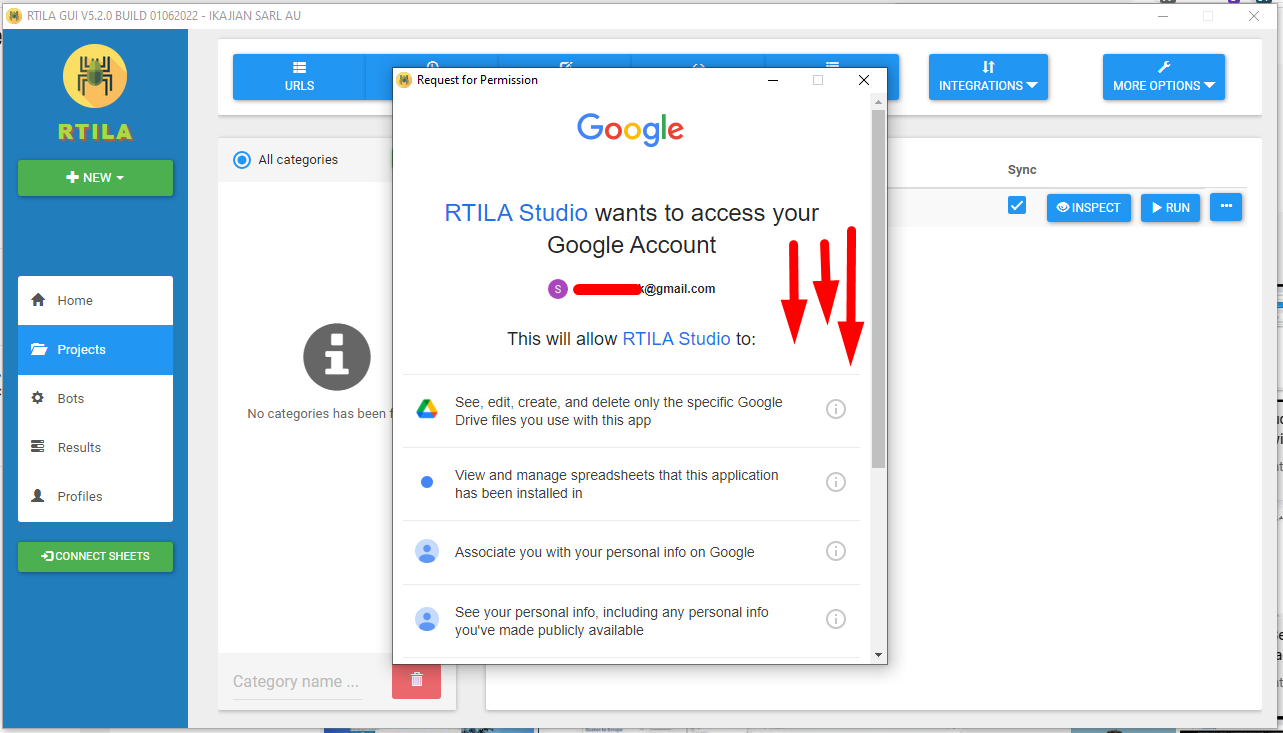 RTILA GUI V5.2.0 BUILD 01062022 - IKAJIAN SARL AU
RTILA
NEW
Home
Projects
Bots
Results
Profiles
CONNECT SHEETS
URLS
INTEGRATIONS
MORE OPTIONS
All categories
No categories has been
Category name ...
Sync
INSPECT
RUN
...
Request for Permission
Google
RTILA Studio wants to access your
Google Account
S
k@gmail.com
This will allow RTILA Studio to:
See, edit, create, and delete only the specific Google
Drive files you use with this app
View and manage spreadsheets that this application
has been installed in
Associate you with your personal info on Google
See your personal info, including any personal info
you've made publicly available